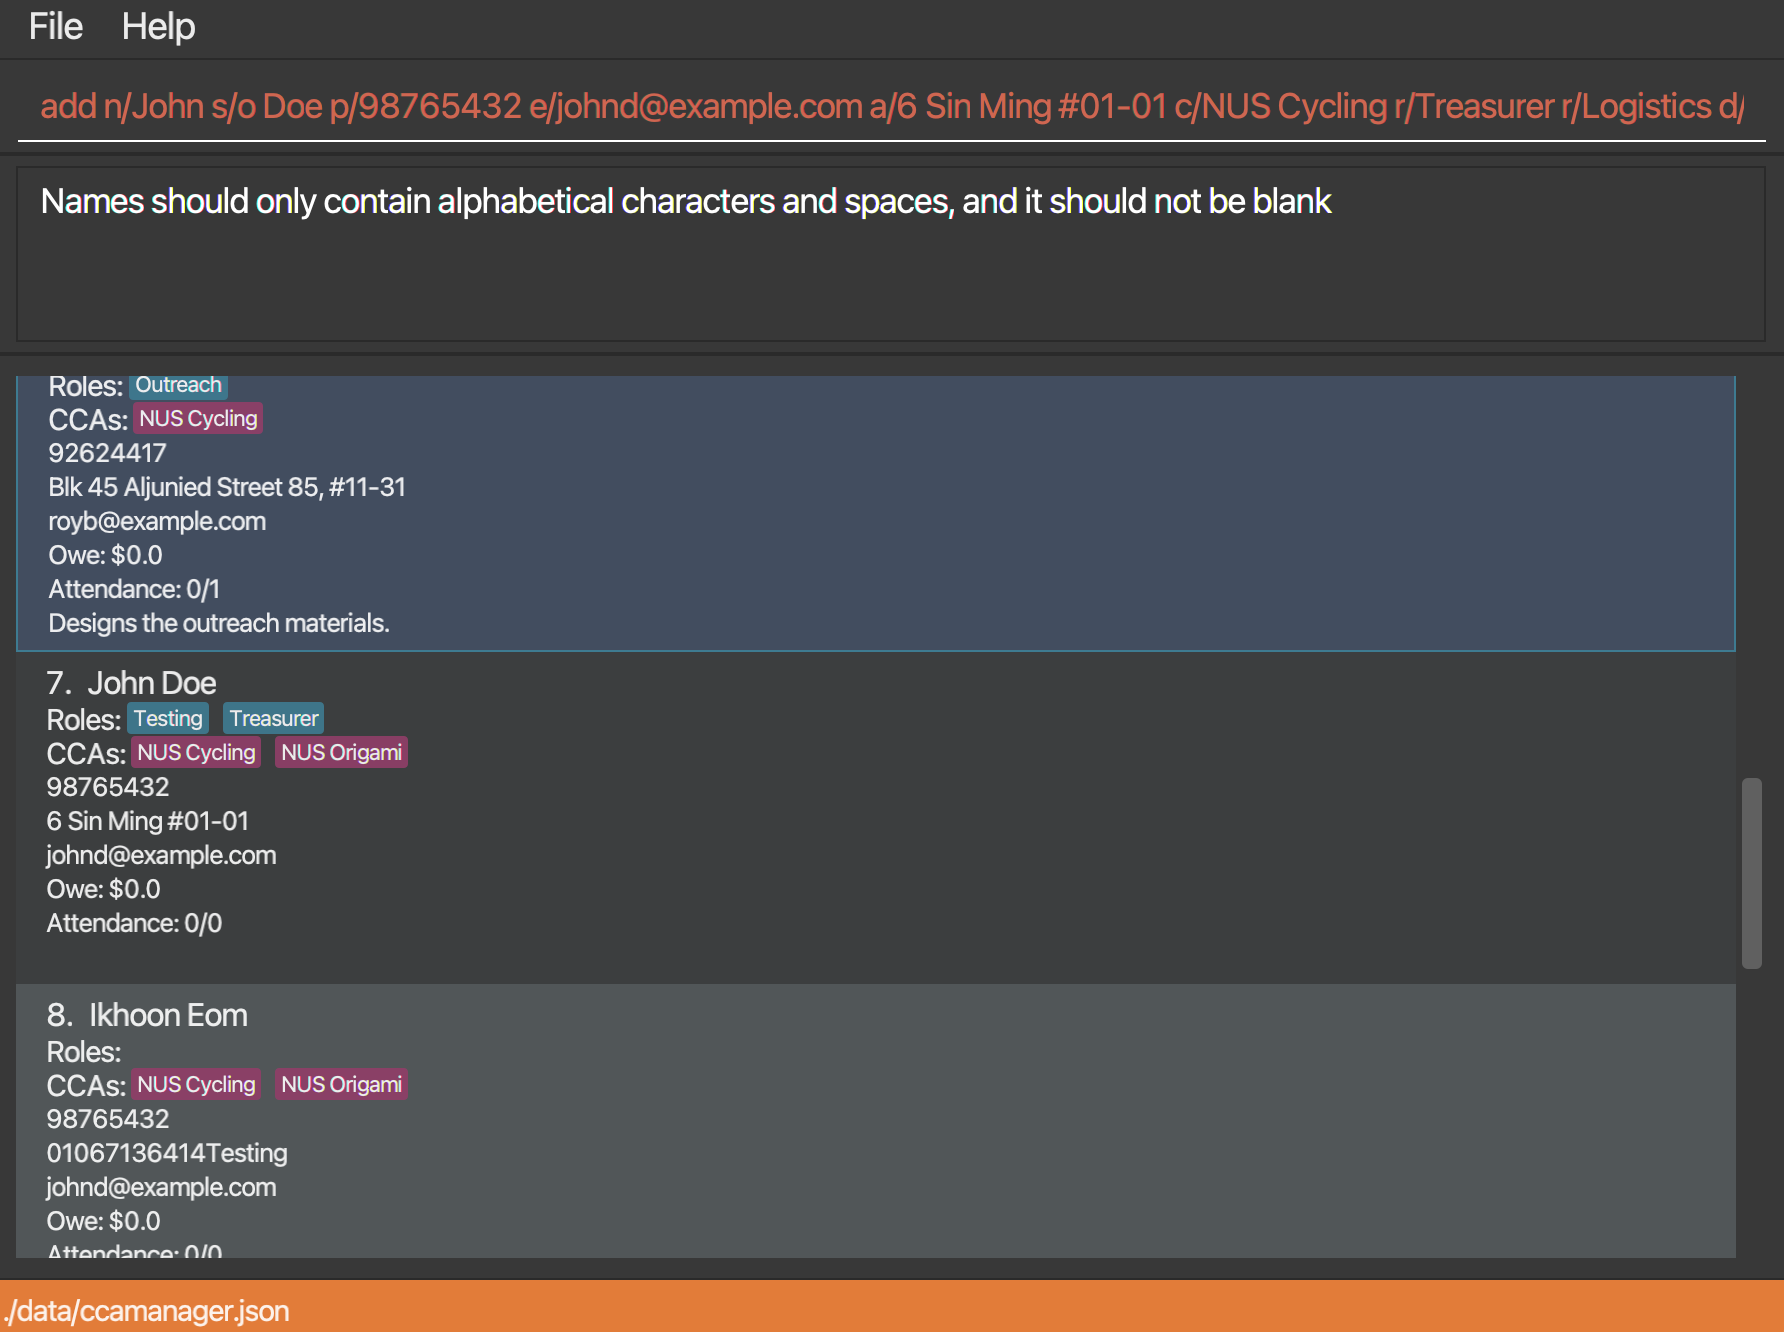 File Help
add n/John s/o Doe p/98765432 e/johnd@example.com a/6 Sin Ming #01-01 c/NUS Cycling r/Treasurer r/Logistics d/
Names should only contain alphabetical characters and spaces, and it should not be blank
Roles: Outreach
CCAs: NUS Cycling
92624417
Blk 45 Aljunied Street 85, #11-31
royb@example.com
Owe: $0.0
Attendance: 0/1
Designs the outreach materials.
7. John Doe
Roles: Testing Treasurer
CCAs: NUS Cycling NUS Origami
98765432
6 Sin Ming #01-01
johnd@example.com
Owe: $0.0
Attendance: 0/0
8. Ikhoon Eom
Roles:
CCAs: NUS Cycling NUS Origami
98765432
01067136414Testing
johnd@example.com
Owe: $0.0
Attendance: 0/0
./data/ccamanager.json